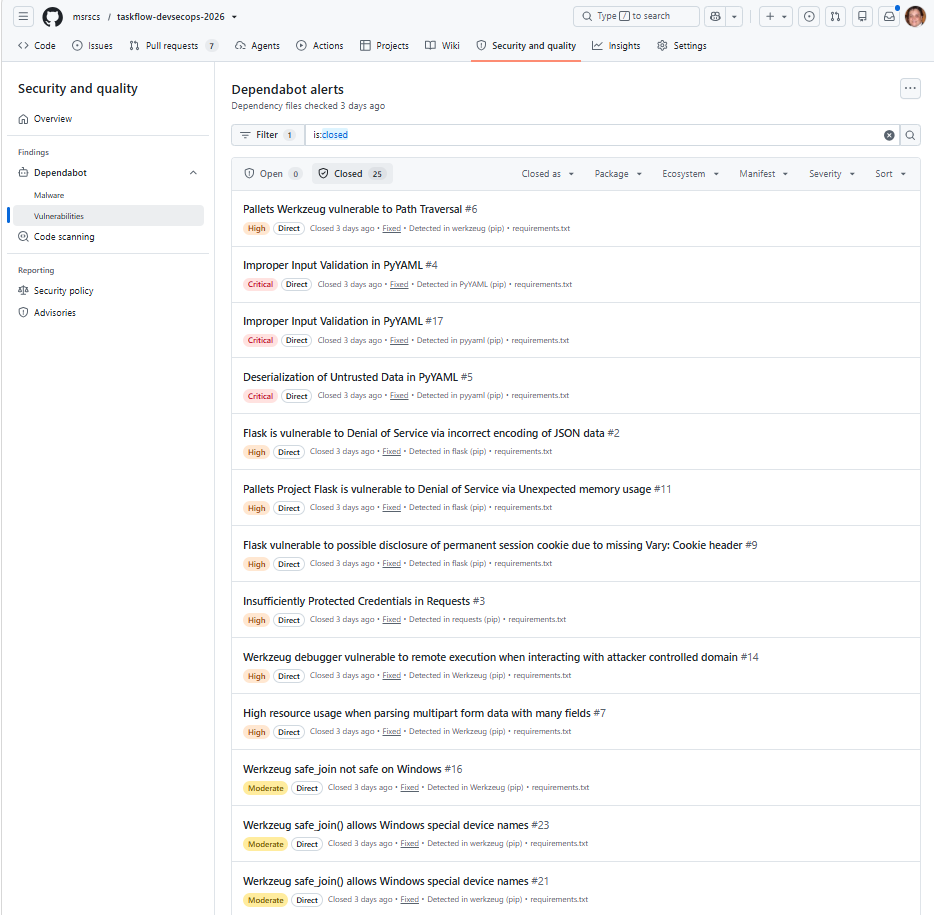 msrscs / taskflow-devsecops-2026
Type / to search
Code
Issues
Pull requests 7
Agents
Actions
Projects
Wiki
Security and quality
Insights
Settings
Security and quality
Overview
Findings
Dependabot
Malware
Vulnerabilities
Code scanning
Reporting
Security policy
Advisories
Dependabot alerts
Dependency files checked 3 days ago
Filter 1
is:closed
Open 0
Closed 25
Closed as
Package
Ecosystem
Manifest
Severity
Sort
Pallets Werkzeug vulnerable to Path Traversal #6
High Direct Closed 3 days ago • Fixed • Detected in werkzeug (pip) • requirements.txt
Improper Input Validation in PyYAML #4
Critical Direct Closed 3 days ago • Fixed • Detected in PyYAML (pip) • requirements.txt
Improper Input Validation in PyYAML #17
Critical Direct Closed 3 days ago • Fixed • Detected in pyyaml (pip) • requirements.txt
Deserialization of Untrusted Data in PyYAML #5
Critical Direct Closed 3 days ago • Fixed • Detected in pyyaml (pip) • requirements.txt
Flask is vulnerable to Denial of Service via incorrect encoding of JSON data #2
High Direct Closed 3 days ago • Fixed • Detected in flask (pip) • requirements.txt
Pallets Project Flask is vulnerable to Denial of Service via Unexpected memory usage #11
High Direct Closed 3 days ago • Fixed • Detected in flask (pip) • requirements.txt
Flask vulnerable to possible disclosure of permanent session cookie due to missing Vary: Cookie header #9
High Direct Closed 3 days ago • Fixed • Detected in flask (pip) • requirements.txt
Insufficiently Protected Credentials in Requests #3
High Direct Closed 3 days ago • Fixed • Detected in requests (pip) • requirements.txt
Werkzeug debugger vulnerable to remote execution when interacting with attacker controlled domain #14
High Direct Closed 3 days ago • Fixed • Detected in Werkzeug (pip) • requirements.txt
High resource usage when parsing multipart form data with many fields #7
High Direct Closed 3 days ago • Fixed • Detected in Werkzeug (pip) • requirements.txt
Werkzeug safe_join not safe on Windows #16
Moderate Direct Closed 3 days ago • Fixed • Detected in Werkzeug (pip) • requirements.txt
Werkzeug safe_join() allows Windows special device names #23
Moderate Direct Closed 3 days ago • Fixed • Detected in werkzeug (pip) • requirements.txt
Werkzeug safe_join() allows Windows special device names #21
Moderate Direct Closed 3 days ago • Fixed • Detected in werkzeug (pip) • requirements.txt